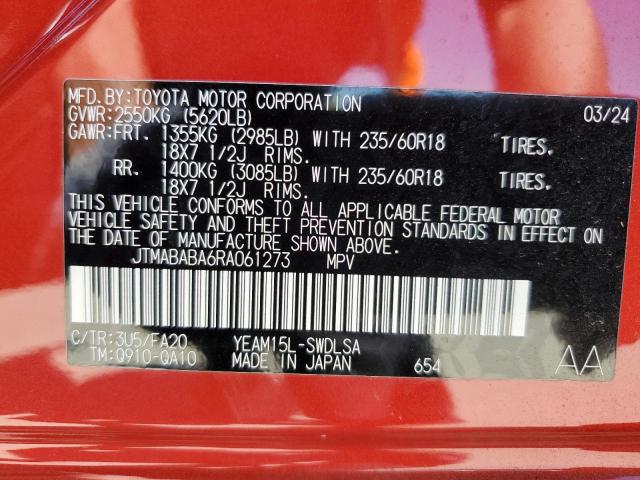 MFD. BY: TOYOTA MOTOR CORPORATION 03/24
GVWR: 2550KG (5620LB)
GAWR: FRT. 1355KG (2985LB) WITH 235/60R18 TIRES.
18X7 1/2J RIMS.
RR. 1400KG (3085LB) WITH 235/60R18 TIRES.
18X7 1/2J RIMS.
THIS VEHICLE CONFORMS TO ALL APPLICABLE FEDERAL MOTOR
VEHICLE SAFETY AND THEFT PREVENTION STANDARDS IN EFFECT ON
THE DATE OF MANUFACTURE SHOWN ABOVE.
JTMABABA6RA061273 MPV
C/TR: 3U5/FA20 YEAM15L-SWDLSA
TM: Q910-QA10 MADE IN JAPAN 654 AA